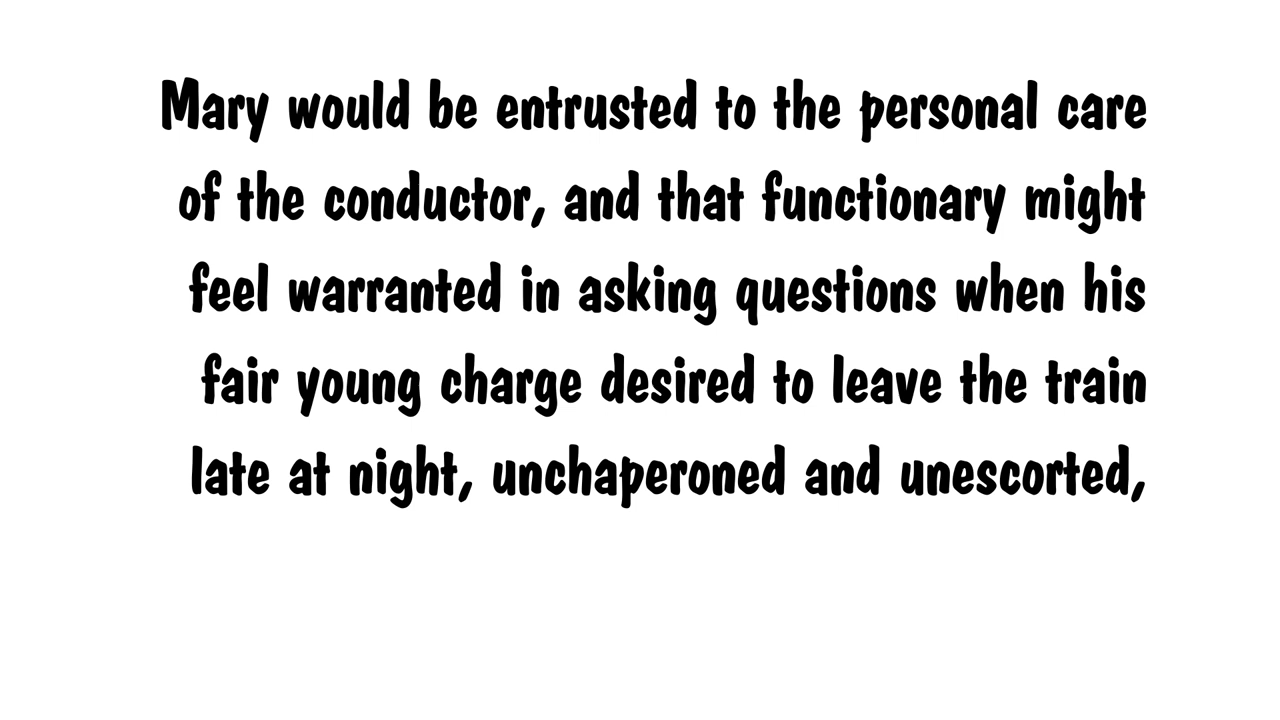 Mary would be entrusted to the personal care
of the conductor, and that functionary might
feel warranted in asking questions when his
fair young charge desired to leave the train
late at night, unchaperoned and unescorted,